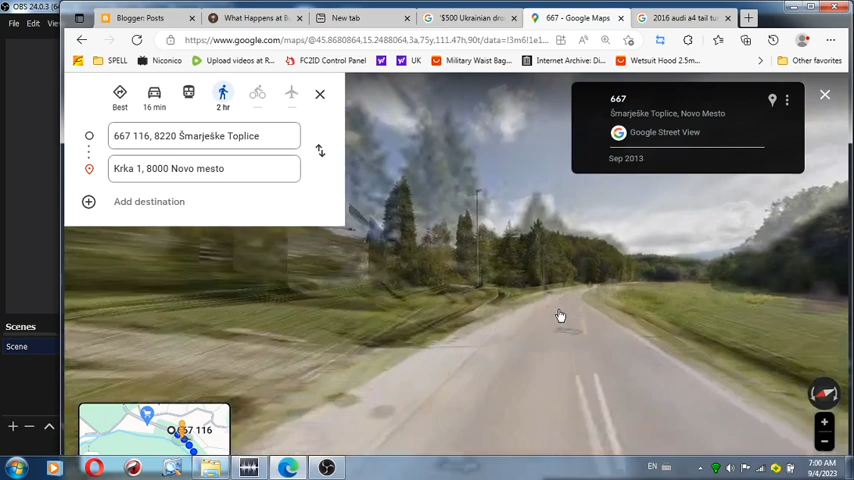 OBS 24.0.3 (64
File
Edit
Blogger: Posts
What Happens at B
New tab
'$500 Ukrainian dro
667 - Google Maps
2016 audi a4 tail tu
https://www.google.com/maps/@45.8680864,15.2488064,3a,75y,111.47h,90t/data=!3m6!1e1...
SPELL
Niconico
Upload videos at R...
FC2ID Control Panel
UK
Military Waist Bag...
Internet Archive: Di...
Wetsuit Hood 2.5m...
Other favorites
Best
16 min
2 hr
667 116, 8220 Šmarješke Toplice
Krka 1, 8000 Novo mesto
Add destination
667
Šmarješke Toplice, Novo Mesto
Google Street View
Sep 2013
Scenes
Scene
667 116
EN
7:00 AM
9/4/2023